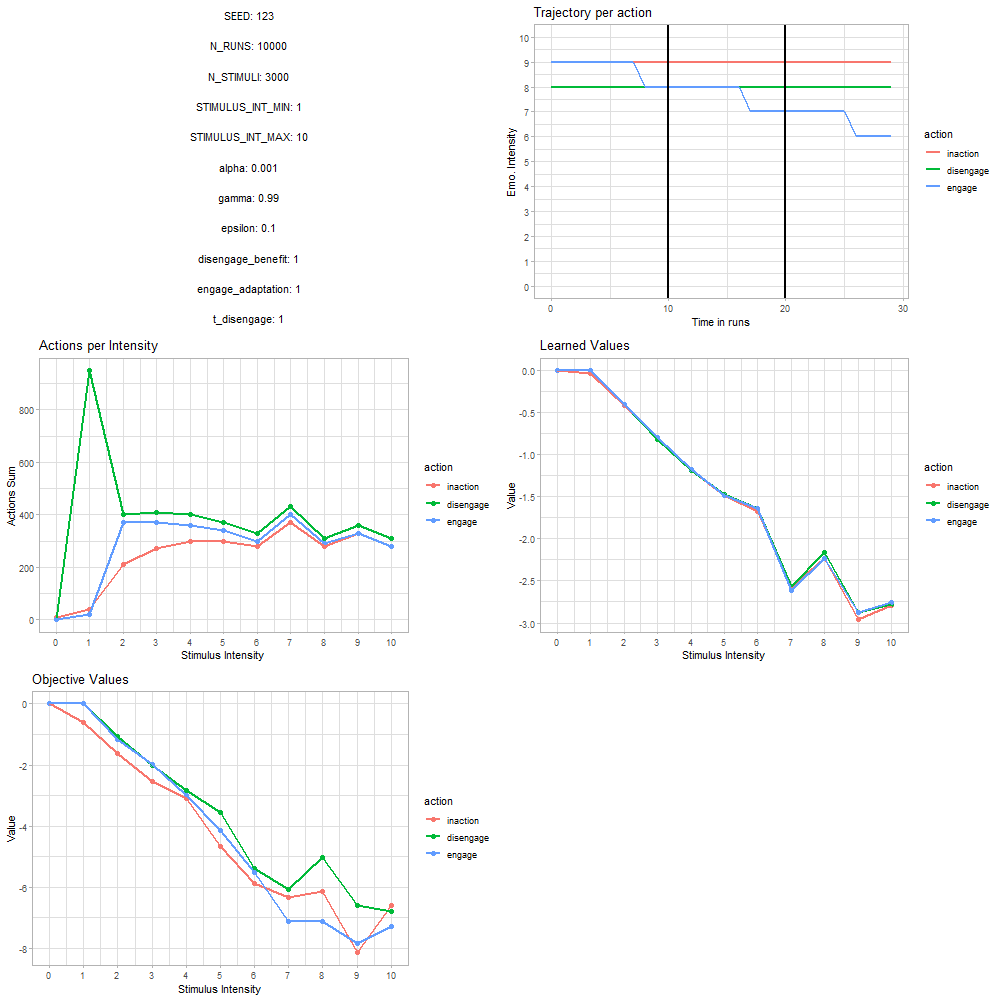 SEED: 123
N_RUNS: 10000
N_STIMULI: 3000
STIMULUS_INT_MIN: 1
STIMULUS_INT_MAX: 10
alpha: 0.001
gamma: 0.99
epsilon: 0.1
disengage_benefit: 1
engage_adaptation: 1
t_disengage: 1
Trajectory per action
Emo. Intensity
10
9
8
7
6
5
4
3
2
1
0
0 10 20 30
Time in runs
action
inaction
disengage
engage
Actions per Intensity
Actions Sum
800
600
400
200
0
0 1 2 3 4 5 6 7 8 9 10
Stimulus Intensity
action
inaction
disengage
engage
Learned Values
Value
0.0
-0.5
-1.0
-1.5
-2.0
-2.5
-3.0
0 1 2 3 4 5 6 7 8 9 10
Stimulus Intensity
action
inaction
disengage
engage
Objective Values
Value
0
-2
-4
-6
-8
0 1 2 3 4 5 6 7 8 9 10
Stimulus Intensity
action
inaction
disengage
engage